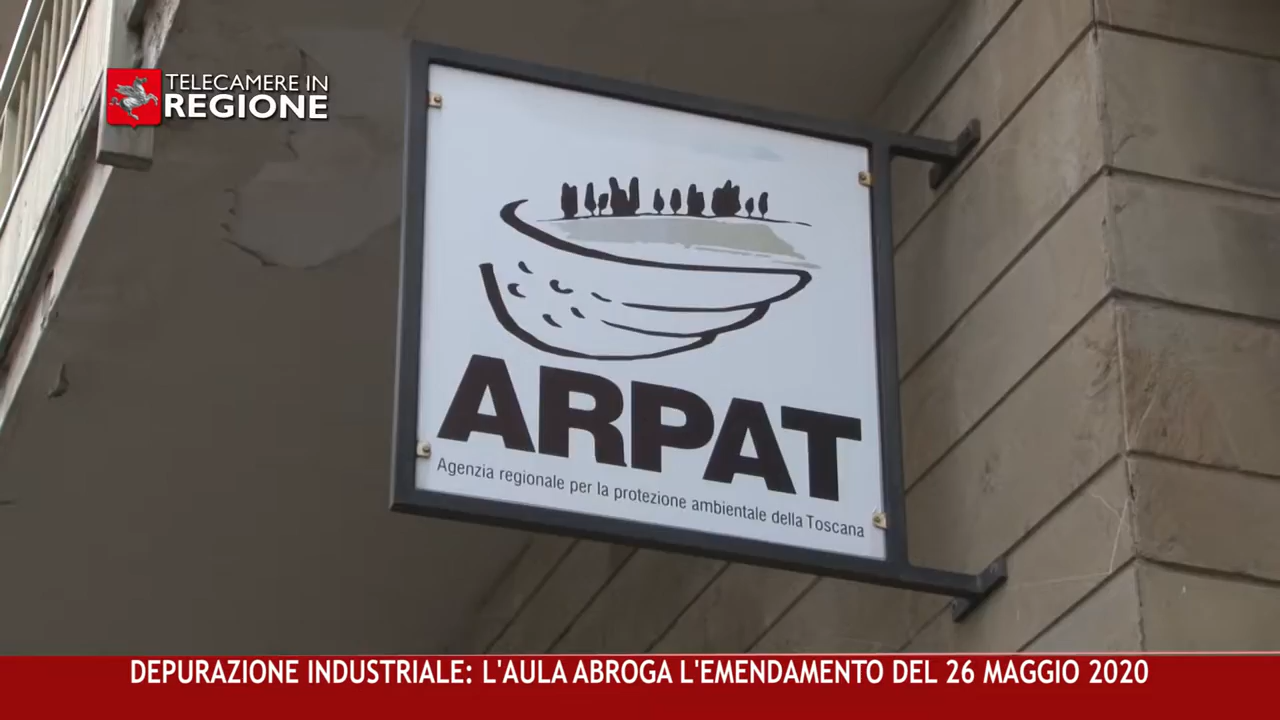 TELECAMERE IN
REGIONE
ARPAT
Agenzia regionale per la protezione ambientale della Toscana
DEPURAZIONE INDUSTRIALE: L'AULA ABROGA L'EMENDAMENTO DEL 26 MAGGIO 2020